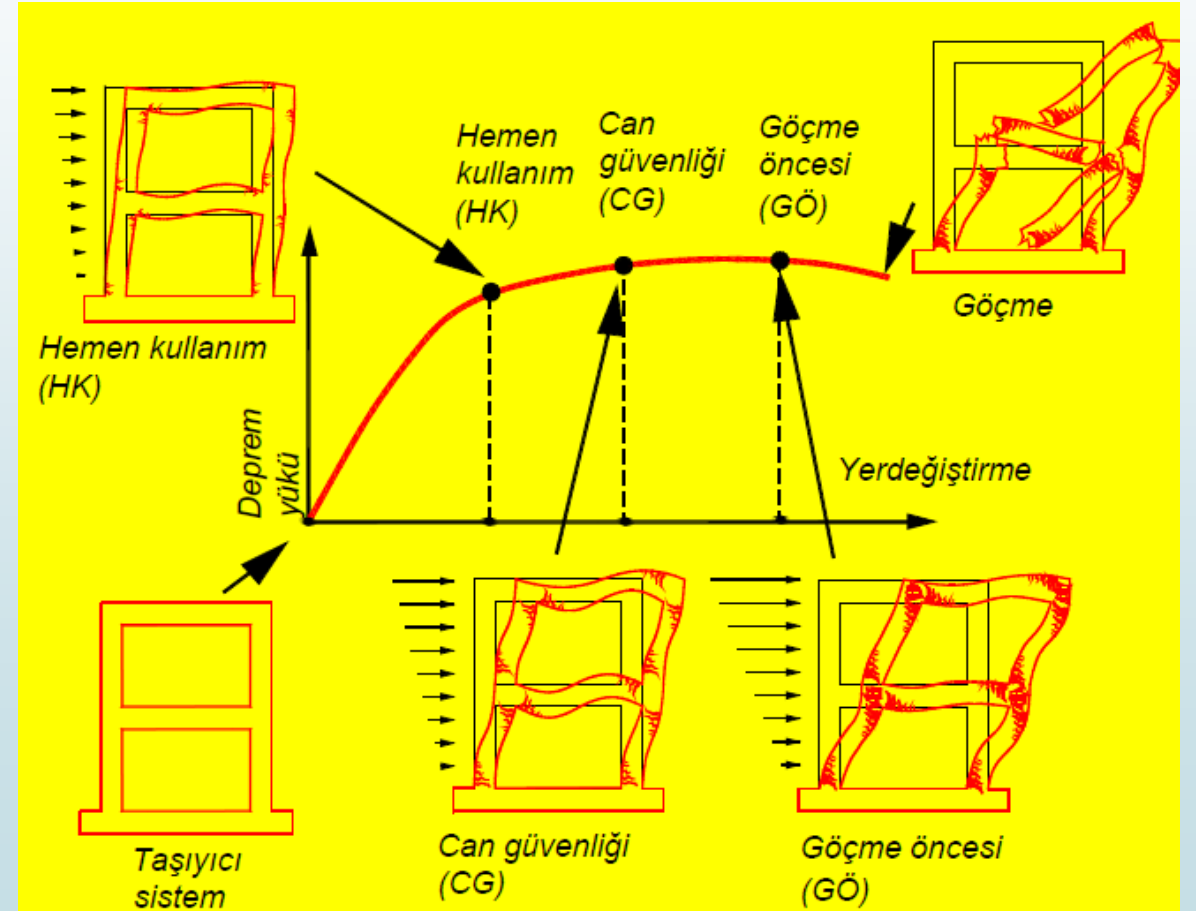 Hemen
kullanım
(HK)
Can
güvenliği
(CG)
Göçme
öncesi
(GÖ)
Göçme
Hemen kullanım
(HK)
Deprem
yükü
Yerdeğiştirme
Taşıyıcı
sistem
Can güvenliği
(CG)
Göçme öncesi
(GÖ)